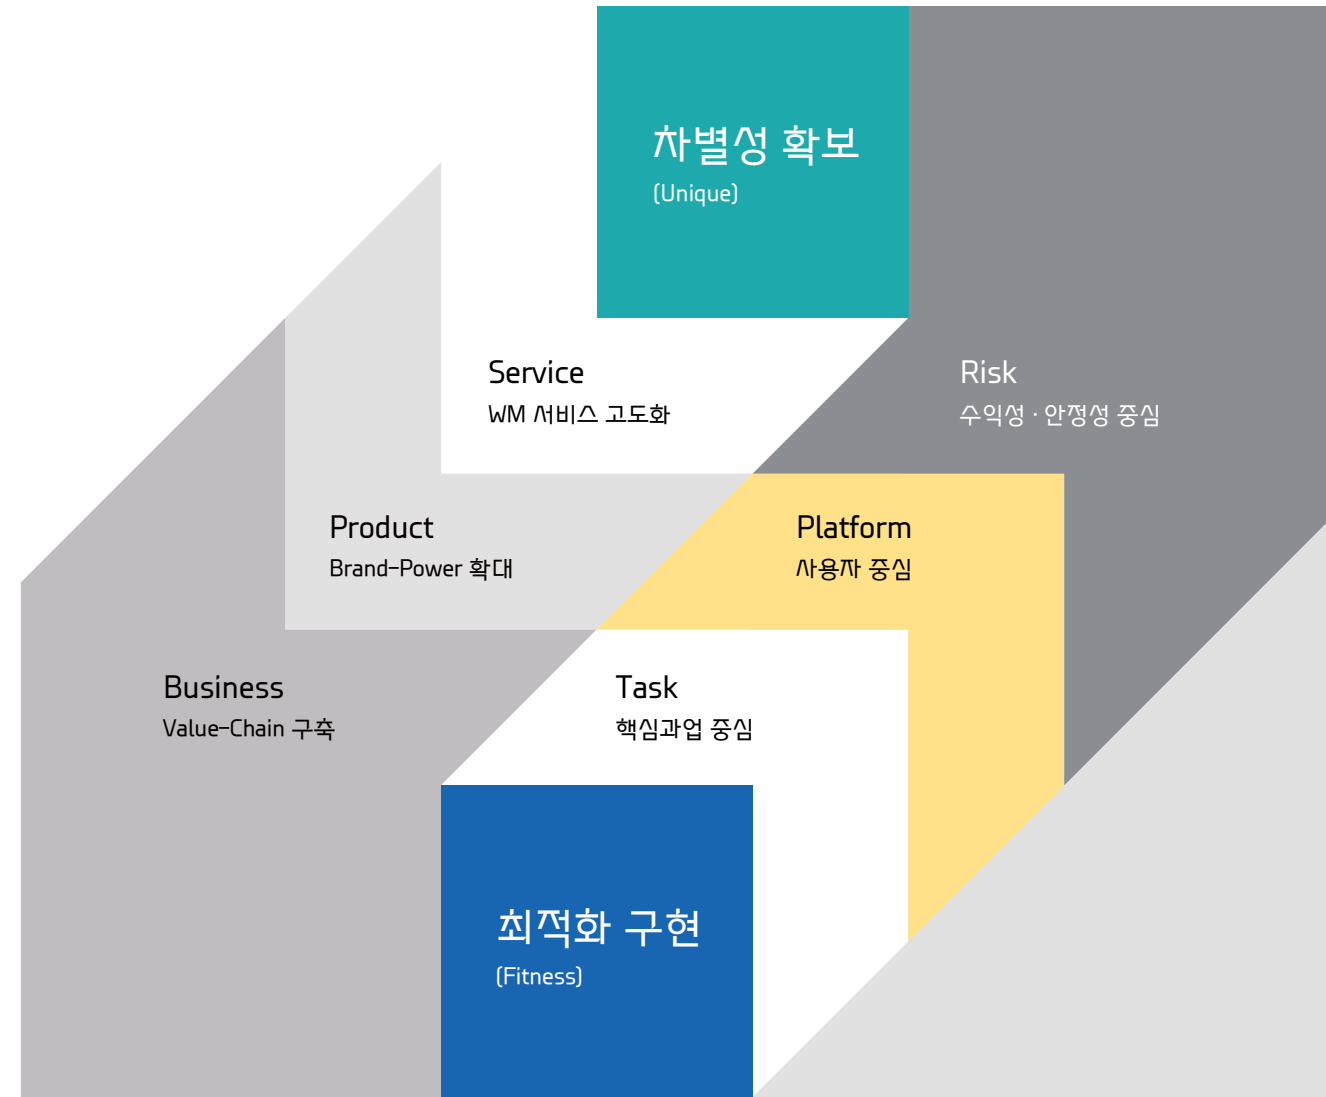 차별성 확보
(Unique)
Service
WM 서비스 고도화
Risk
수익성 · 안정성 중심
Product
Brand-Power 확대
Platform
사용자 중심
Business
Value-Chain 구축
Task
핵심과업 중심
최적화 구현
(Fitness)